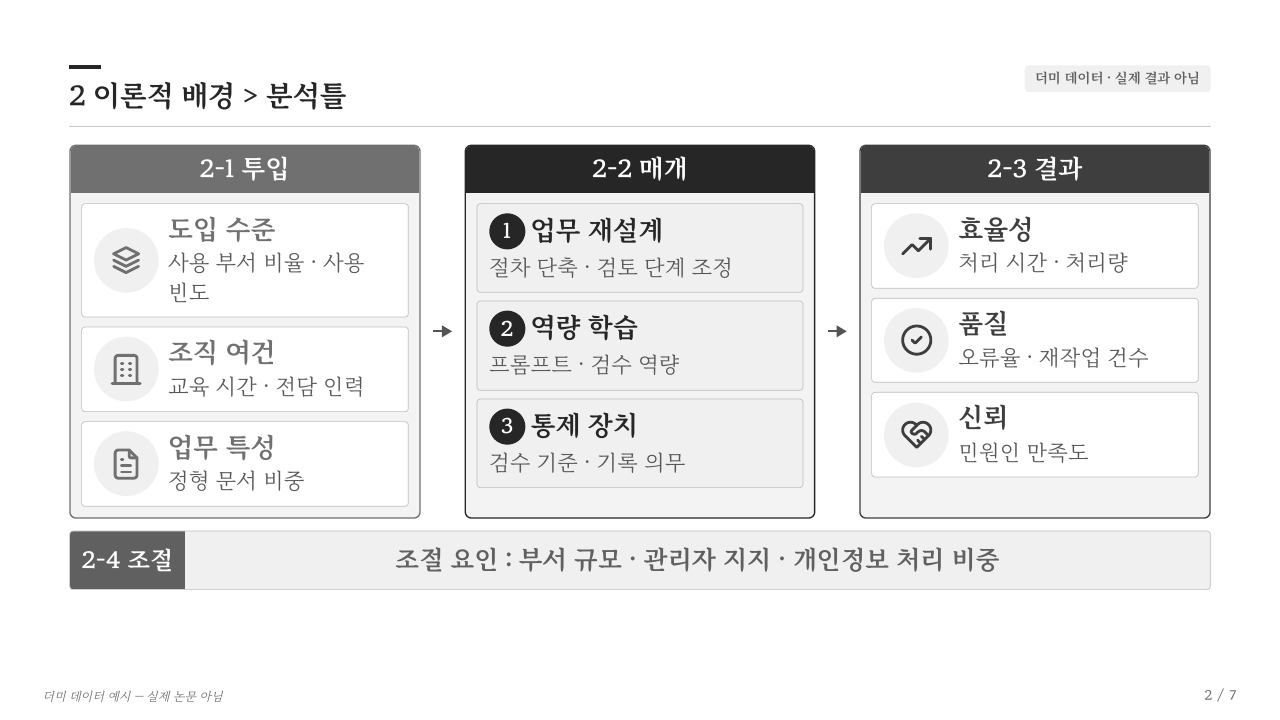 2 이론적 배경 > 분석틀
더미 데이터 · 실제 결과 아님
2-1 투입
도입 수준
사용 부서 비율 · 사용
빈도
조직 여건
교육 시간 · 전담 인력
업무 특성
정형 문서 비중
2-2 매개
1 업무 재설계
절차 단축 · 검토 단계 조정
2 역량 학습
프롬프트 · 검수 역량
3 통제 장치
검수 기준 · 기록 의무
2-3 결과
효율성
처리 시간 · 처리량
품질
오류율 · 재작업 건수
신뢰
민원인 만족도
2-4 조절
조절 요인 : 부서 규모 · 관리자 지지 · 개인정보 처리 비중
더미 데이터 예시 – 실제 논문 아님
2 / 7